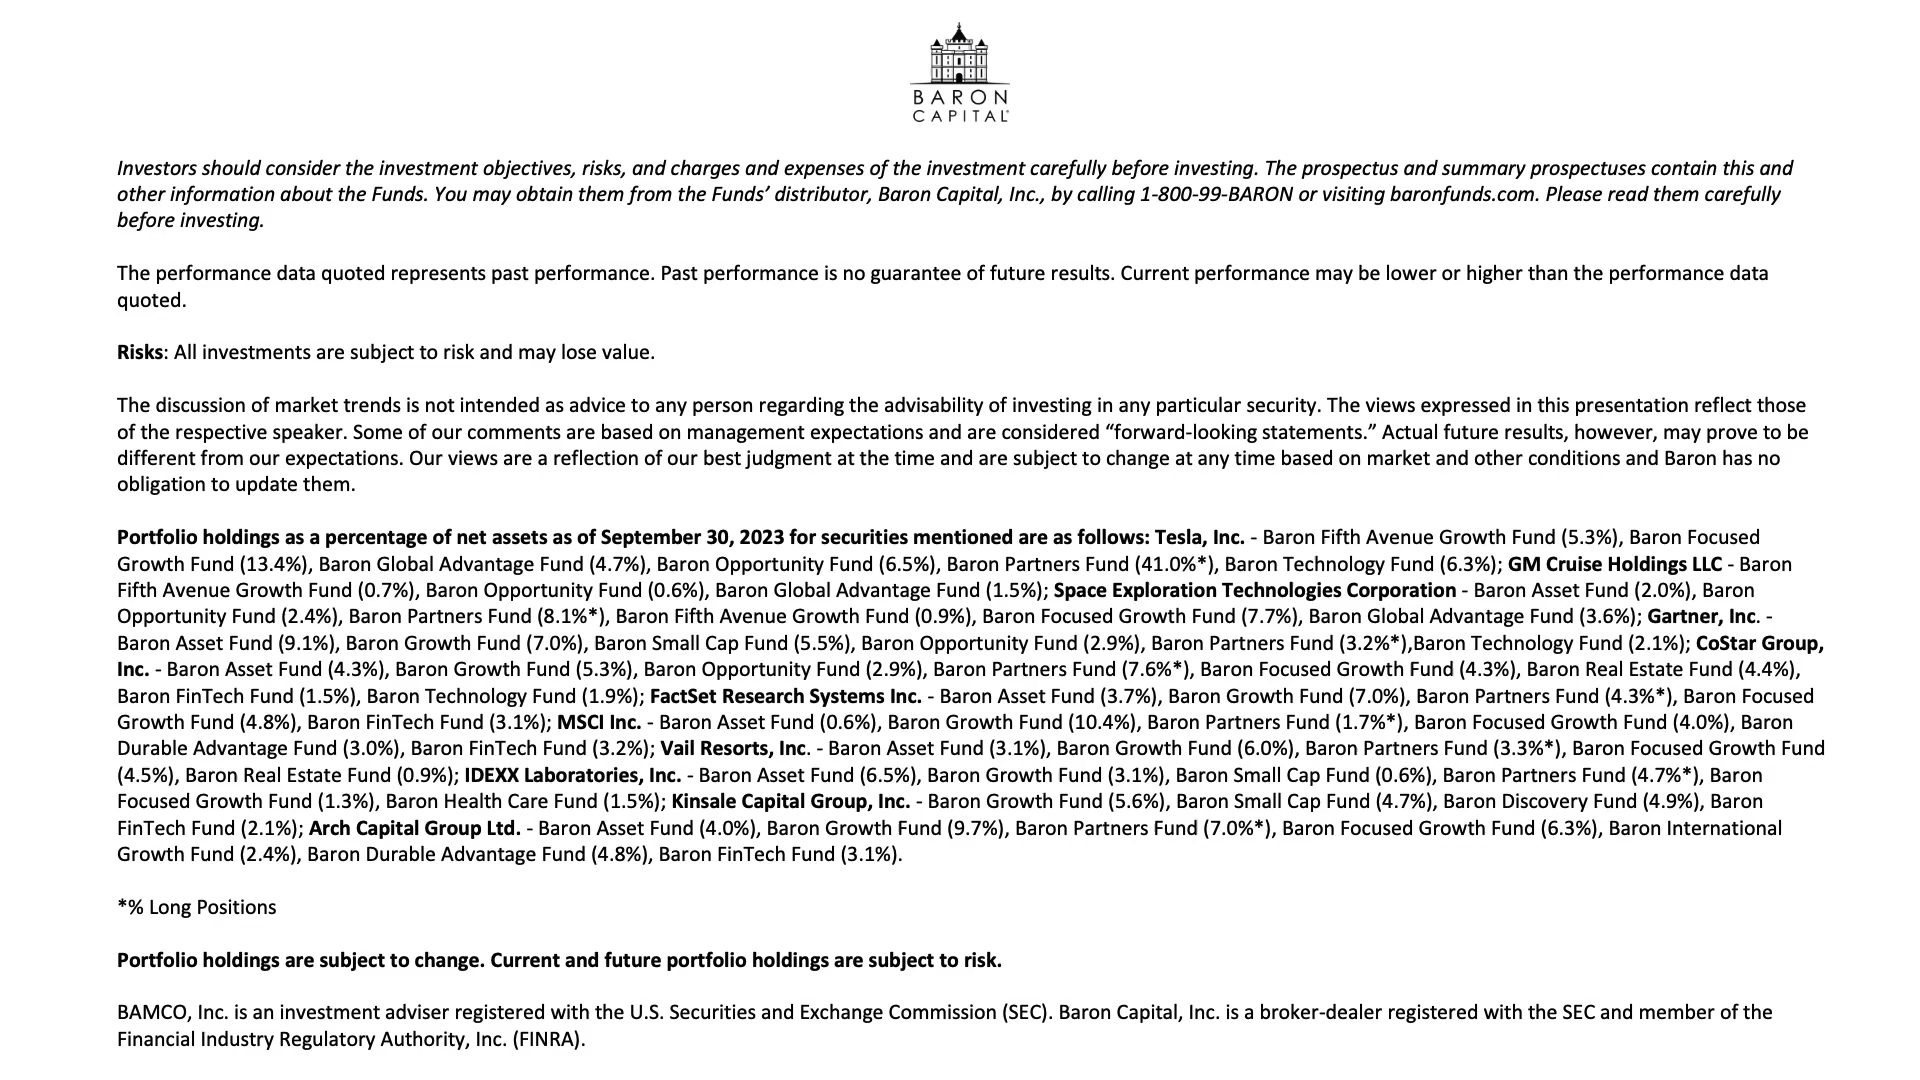 BARON
CAPITAL®
Investors should consider the investment objectives, risks, and charges and expenses of the investment carefully before investing. The prospectus and summary prospectuses contain this and
other information about the Funds. You may obtain them from the Funds’ distributor, Baron Capital, Inc., by calling 1-800-99-BARON or visiting baronfunds.com. Please read them carefully
before investing.
The performance data quoted represents past performance. Past performance is no guarantee of future results. Current performance may be lower or higher than the performance data
quoted.
Risks: All investments are subject to risk and may lose value.
The discussion of market trends is not intended as advice to any person regarding the advisability of investing in any particular security. The views expressed in this presentation reflect those
of the respective speaker. Some of our comments are based on management expectations and are considered “forward-looking statements.” Actual future results, however, may prove to be
different from our expectations. Our views are a reflection of our best judgment at the time and are subject to change at any time based on market and other conditions and Baron has no
obligation to update them.
Portfolio holdings as a percentage of net assets as of September 30, 2023 for securities mentioned are as follows: Tesla, Inc. - Baron Fifth Avenue Growth Fund (5.3%), Baron Focused
Growth Fund (13.4%), Baron Global Advantage Fund (4.7%), Baron Opportunity Fund (6.5%), Baron Partners Fund (41.0%*), Baron Technology Fund (6.3%); GM Cruise Holdings LLC - Baron
Fifth Avenue Growth Fund (0.7%), Baron Opportunity Fund (0.6%), Baron Global Advantage Fund (1.5%); Space Exploration Technologies Corporation - Baron Asset Fund (2.0%), Baron
Opportunity Fund (2.4%), Baron Partners Fund (8.1%*), Baron Fifth Avenue Growth Fund (0.9%), Baron Focused Growth Fund (7.7%), Baron Global Advantage Fund (3.6%); Gartner, Inc. -
Baron Asset Fund (9.1%), Baron Growth Fund (7.0%), Baron Small Cap Fund (5.5%), Baron Opportunity Fund (2.9%), Baron Partners Fund (3.2%*),Baron Technology Fund (2.1%); CoStar Group,
Inc. - Baron Asset Fund (4.3%), Baron Growth Fund (5.3%), Baron Opportunity Fund (2.9%), Baron Partners Fund (7.6%*), Baron Focused Growth Fund (4.3%), Baron Real Estate Fund (4.4%),
Baron FinTech Fund (1.5%), Baron Technology Fund (1.9%); FactSet Research Systems Inc. - Baron Asset Fund (3.7%), Baron Growth Fund (7.0%), Baron Partners Fund (4.3%*), Baron Focused
Growth Fund (4.8%), Baron FinTech Fund (3.1%); MSCI Inc. - Baron Asset Fund (0.6%), Baron Growth Fund (10.4%), Baron Partners Fund (1.7%*), Baron Focused Growth Fund (4.0%), Baron
Durable Advantage Fund (3.0%), Baron FinTech Fund (3.2%); Vail Resorts, Inc. - Baron Asset Fund (3.1%), Baron Growth Fund (6.0%), Baron Partners Fund (3.3%*), Baron Focused Growth Fund
(4.5%), Baron Real Estate Fund (0.9%); IDEXX Laboratories, Inc. - Baron Asset Fund (6.5%), Baron Growth Fund (3.1%), Baron Small Cap Fund (0.6%), Baron Partners Fund (4.7%*), Baron
Focused Growth Fund (1.3%), Baron Health Care Fund (1.5%); Kinsale Capital Group, Inc. - Baron Growth Fund (5.6%), Baron Small Cap Fund (4.7%), Baron Discovery Fund (4.9%), Baron
FinTech Fund (2.1%); Arch Capital Group Ltd. - Baron Asset Fund (4.0%), Baron Growth Fund (9.7%), Baron Partners Fund (7.0%*), Baron Focused Growth Fund (6.3%), Baron International
Growth Fund (2.4%), Baron Durable Advantage Fund (4.8%), Baron FinTech Fund (3.1%).
*% Long Positions
Portfolio holdings are subject to change. Current and future portfolio holdings are subject to risk.
BAMCO, Inc. is an investment adviser registered with the U.S. Securities and Exchange Commission (SEC). Baron Capital, Inc. is a broker-dealer registered with the SEC and member of the
Financial Industry Regulatory Authority, Inc. (FINRA).